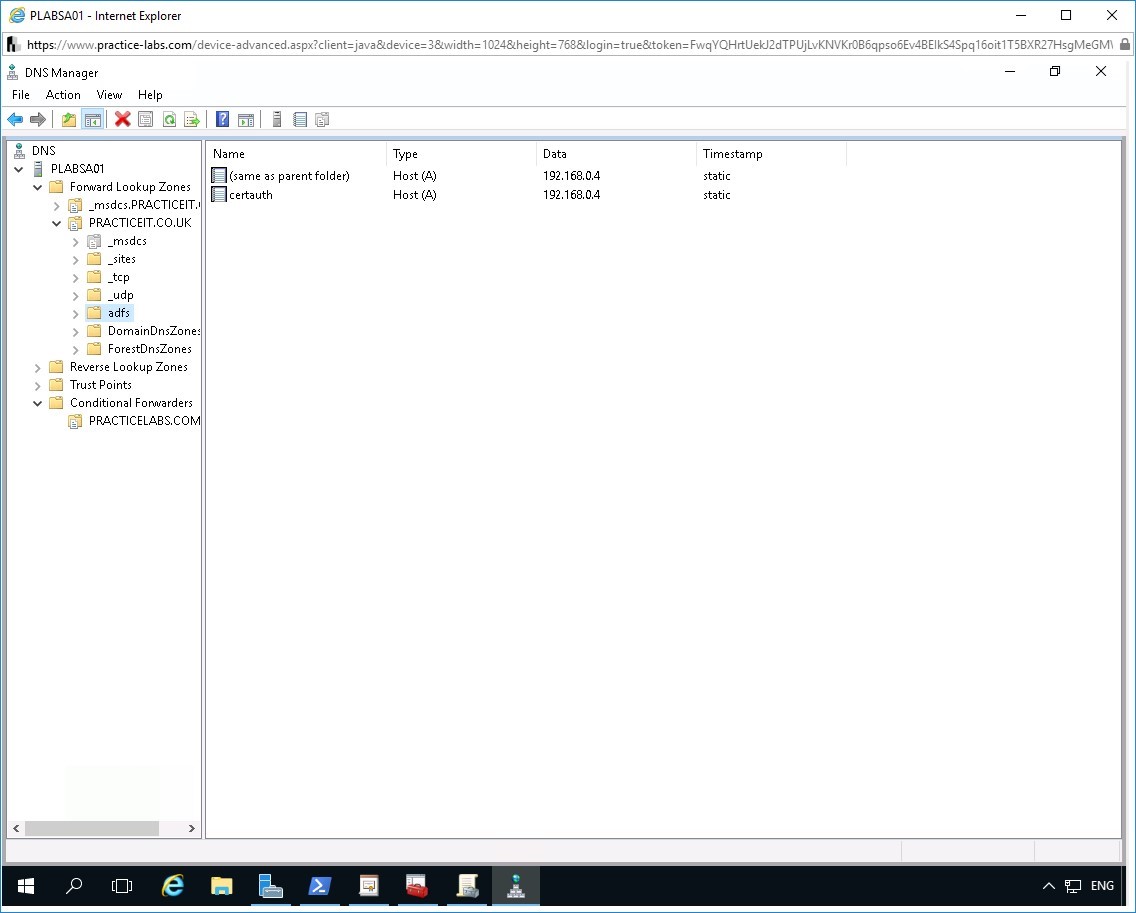 PLABSA01 - Internet Explorer
https://www.practice-labs.com/device-advanced.aspx?client=java&device=3&width=1024&height=768&login=true&token=FwqYQHrtUekJ2dTPUjLvKNVKr0B6qpso6Ev4BEIkS4Spq16oit1T5BXR27HsgMeGM
DNS Manager
File Action View Help
DNS
PLABSA01
Forward Lookup Zones
_msdcs.PRACTICEIT.
PRACTICEIT.CO.UK
_msdcs
_sites
_tcp
_udp
adfs
DomainDnsZones
ForestDnsZones
Reverse Lookup Zones
Trust Points
Conditional Forwarders
PRACTICELABS.COM
Name Type Data Timestamp
(same as parent folder) Host (A) 192.168.0.4 static
certauth Host (A) 192.168.0.4 static
ENG